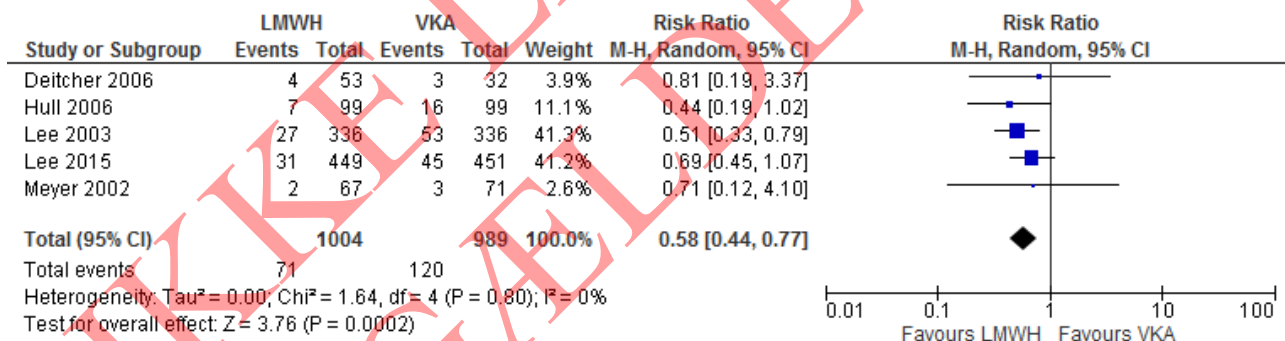 LMWH VKA Risk Ratio Risk Ratio
Study or Subgroup Events Total Events Total Weight M-H, Random, 95% CI M-H, Random, 95% CI
Deitcher 2006 4 53 3 32 3.9% 0.81 [0.19, 3.37]
Hull 2006 7 99 16 99 11.1% 0.44 [0.19, 1.02]
Lee 2003 27 336 53 336 41.3% 0.51 [0.33, 0.79]
Lee 2015 31 449 45 451 41.2% 0.69 [0.45, 1.07]
Meyer 2002 2 67 3 71 2.6% 0.71 [0.12, 4.10]
Total (95% CI) 1004 989 100.0% 0.58 [0.44, 0.77]
Total events 71 120
Heterogeneity: Tau² = 0.00; Chi² = 1.64, df = 4 (P = 0.80); I² = 0%
Test for overall effect: Z = 3.76 (P = 0.0002)
0.01 0.1 1 10 100
Favours LMWH Favours VKA
IKKE
GÆLDE